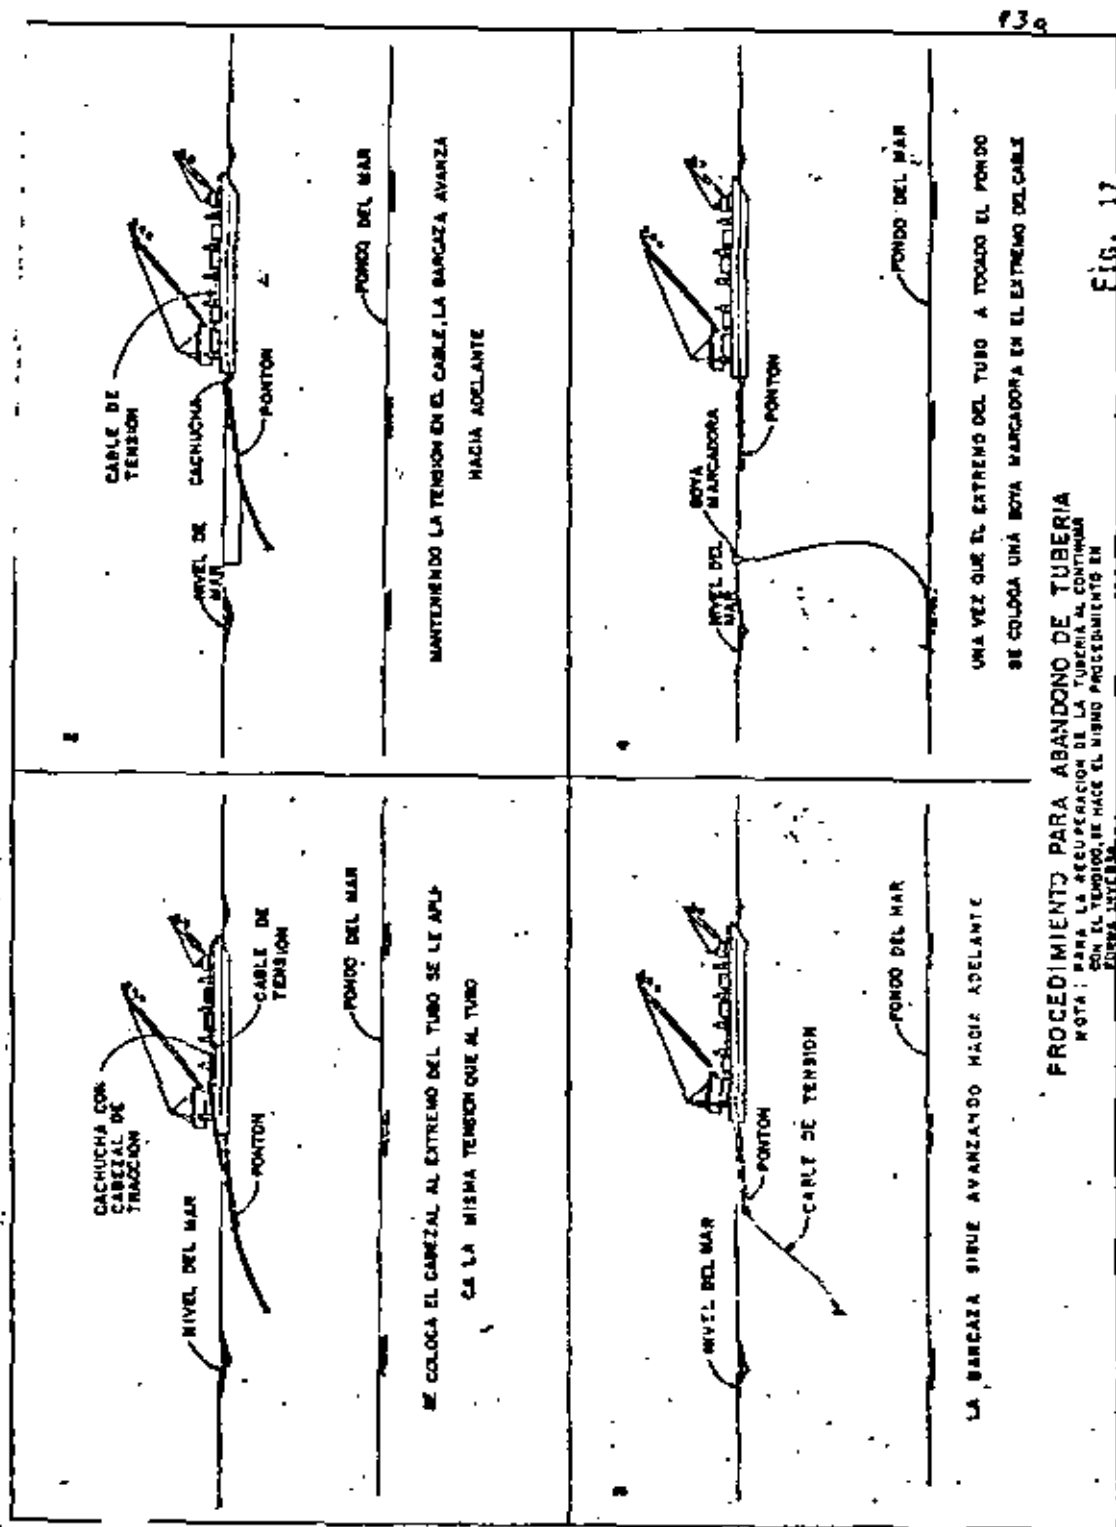 139
CACHUCHA CON
CABEZAL DE
TRACCION
NIVEL DEL MAR
PONTON
CABLE DE
TENSION
FONDO DEL MAR
SE COLOCA EL CABEZAL AL EXTREMO DEL TUBO SE LE APLI-
CA LA MISMA TENSION QUE AL TUBO
2
CABLE DE
TENSION
CACHUCHA
NIVEL DE
MAR
PONTON
FONDO DEL MAR
MANTENIENDO LA TENSION EN EL CABLE, LA BARCAZA AVANZA
HACIA ADELANTE
3
NIVEL DEL MAR
PONTON
CABLE DE TENSION
FONDO DEL MAR
LA BARCAZA SIGUE AVANZANDO HACIA ADELANTE
4
NIVEL DEL
MAR
BOYA
MARCADORA
PONTON
FONDO DEL MAR
UNA VEZ QUE EL EXTREMO DEL TUBO A TOCADO EL FONDO
SE COLOCA UNA BOYA MARCADORA EN EL EXTREMO DEL CABLE
PROCEDIMIENTO PARA ABANDONO DE TUBERIA
NOTA: PARA LA RECUPERACION DE LA TUBERIA AL CONTINUAR
CON EL TENDIDO, SE HACE EL MISMO PROCEDIMIENTO EN
FORMA INVERSA
FIG. 17